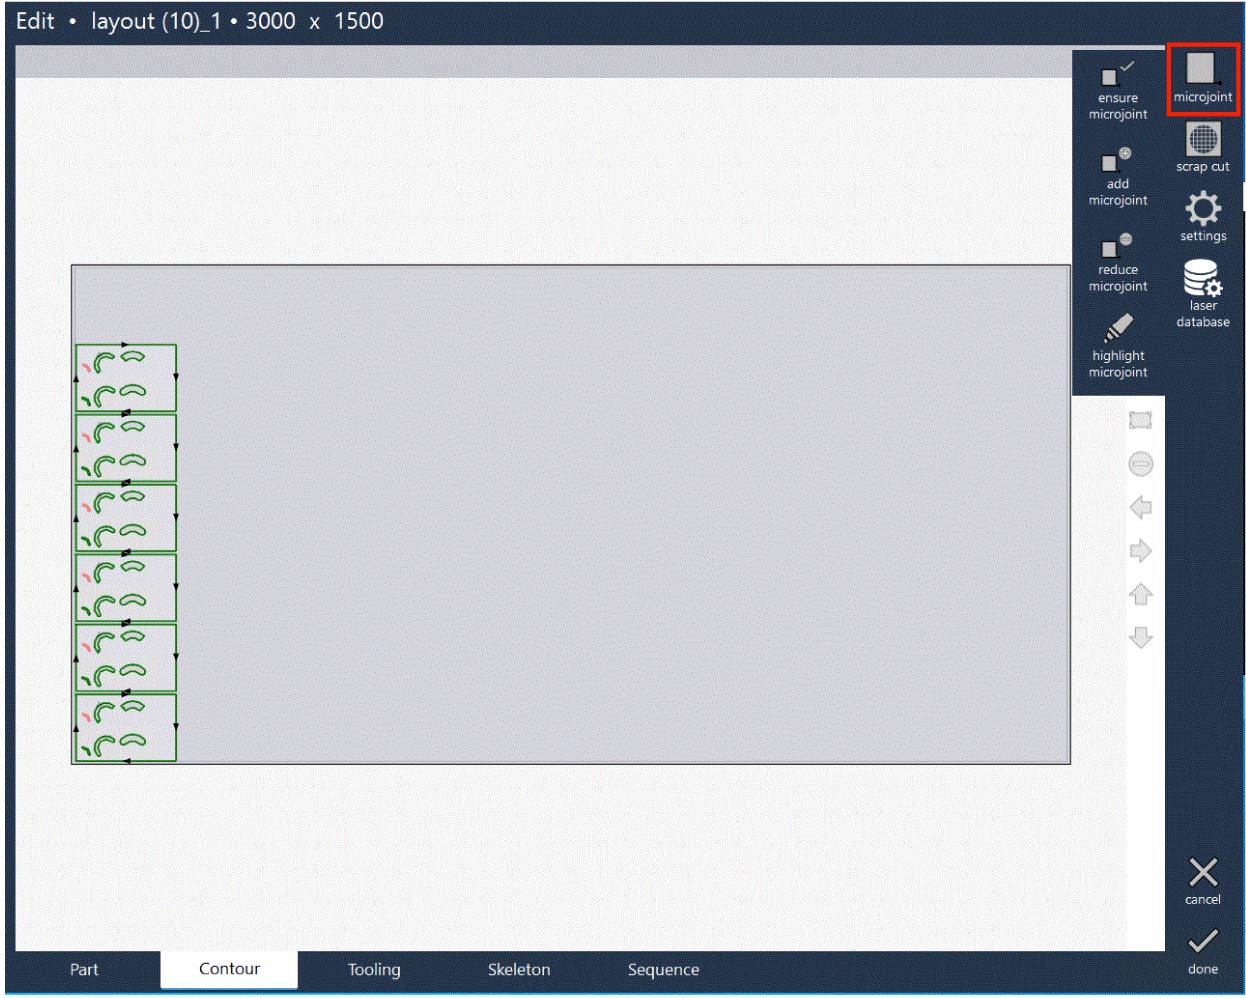 Edit • layout (10)_1 • 3000 x 1500
ensure
microjoint
add
microjoint
reduce
microjoint
highlight
microjoint
microjoint
scrap cut
settings
laser
database
cancel
done
Part
Contour
Tooling
Skeleton
Sequence